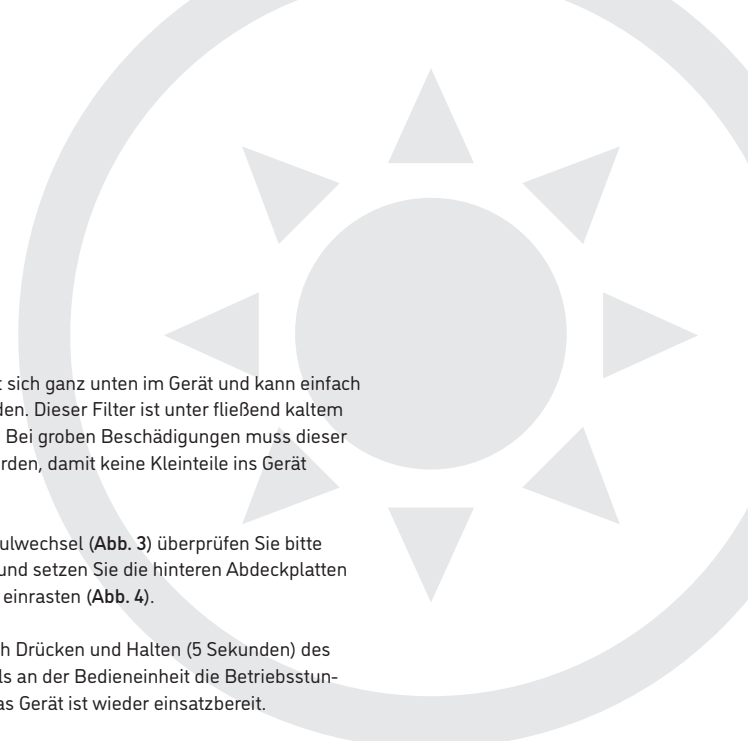 sich ganz unten im Gerät und kann einfach
den. Dieser Filter ist unter fließend kaltem
Bei groben Beschädigungen muss dieser
rden, damit keine Kleinteile ins Gerät
ulwechsel (Abb. 3) überprüfen Sie bitte
und setzen Sie die hinteren Abdeckplatten
einrasten (Abb. 4).
h Drücken und Halten (5 Sekunden) des
ls an der Bedieneinheit die Betriebsstun-
as Gerät ist wieder einsatzbereit.